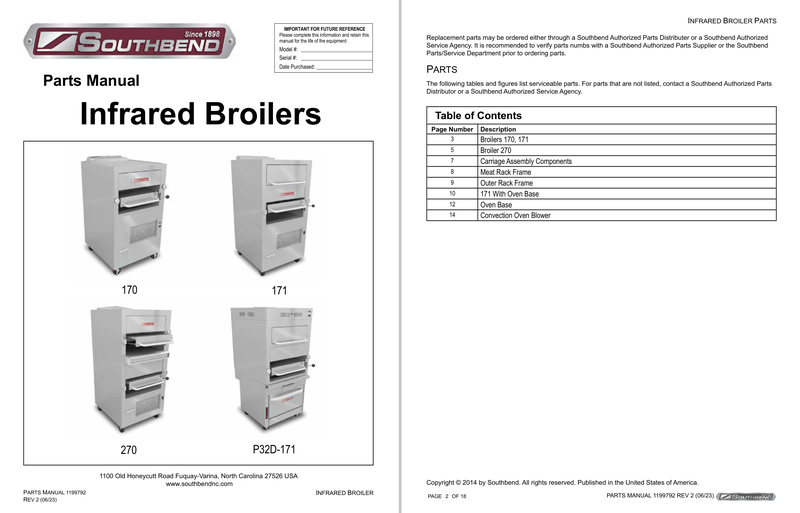 Since 1898
SOUTHBEND
IMPORTANT FOR FUTURE REFERENCE
Please complete this information and retain this
manual for the life of the equipment:
Model #:
Serial #:
Date Purchased:
Parts Manual
Infrared Broilers
170
171
270
P32D-171
1100 Old Honeycutt Road Fuquay-Varina, North Carolina 27526 USA
www.southbendnc.com
PARTS MANUAL 1199792
REV 2 (06/23)
INFRARED BROILER
INFRARED BROILER PARTS
Replacement parts may be ordered either through a Southbend Authorized Parts Distributor or a Southbend Authorized
Service Agency. It is recommended to verify parts numbs with a Southbend Authorized Parts Supplier or the Southbend
Parts/Service Department prior to ordering parts.
PARTS
The following tables and figures list serviceable parts. For parts that are not listed, contact a Southbend Authorized Parts
Distributor or a Southbend Authorized Service Agency.
Table of Contents
Page Number Description
3 Broilers 170, 171
5 Broiler 270
7 Carriage Assembly Components
8 Meat Rack Frame
9 Outer Rack Frame
10 171 With Oven Base
12 Oven Base
14 Convection Oven Blower
Copyright © 2014 by Southbend. All rights reserved. Published in the United States of America.
PAGE 2 OF 18
PARTS MANUAL 1199792 REV 2 (06/23)
SOUTHBEND